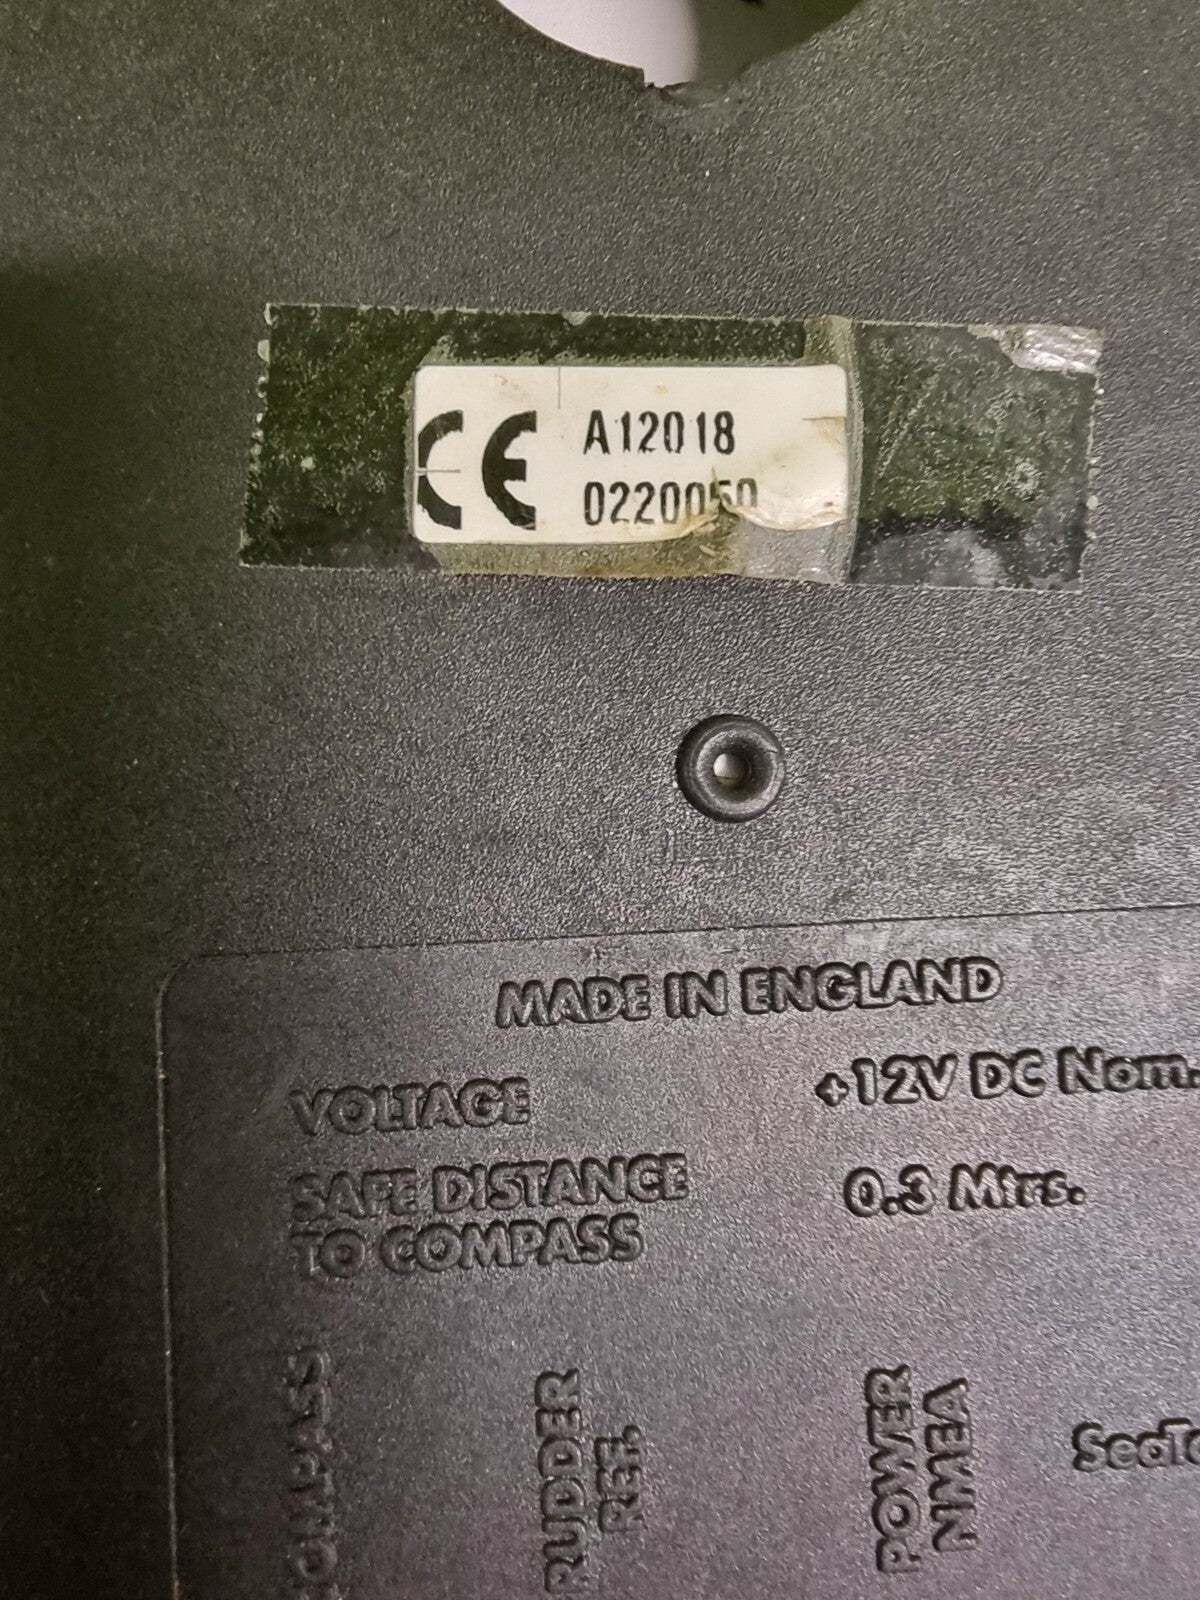 CE A12018
0220050
MADE IN ENGLAND
VOLTAGE +12V DC Nom.
SAFE DISTANCE 0.3 Mtrs.
TO COMPASS
COMPASS
RUDDER
REF.
POWER
NMEA